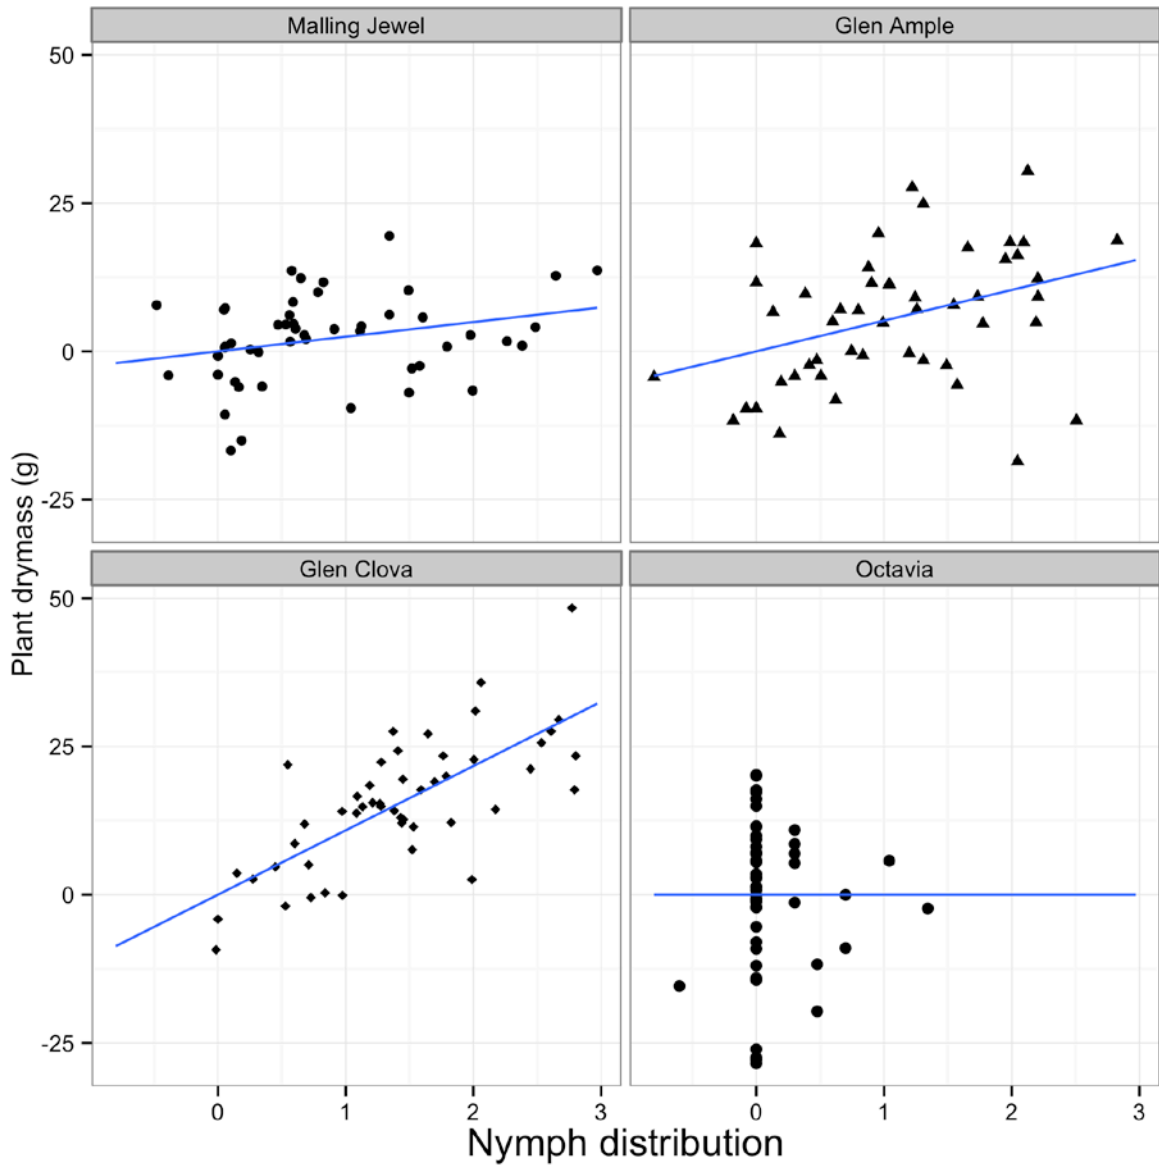 Malling Jewel
Glen Ample
50
25
0
-25
Plant drymass (g)
Glen Clova
Octavia
50
25
0
-25
0 1 2 3
0 1 2 3
Nymph distribution